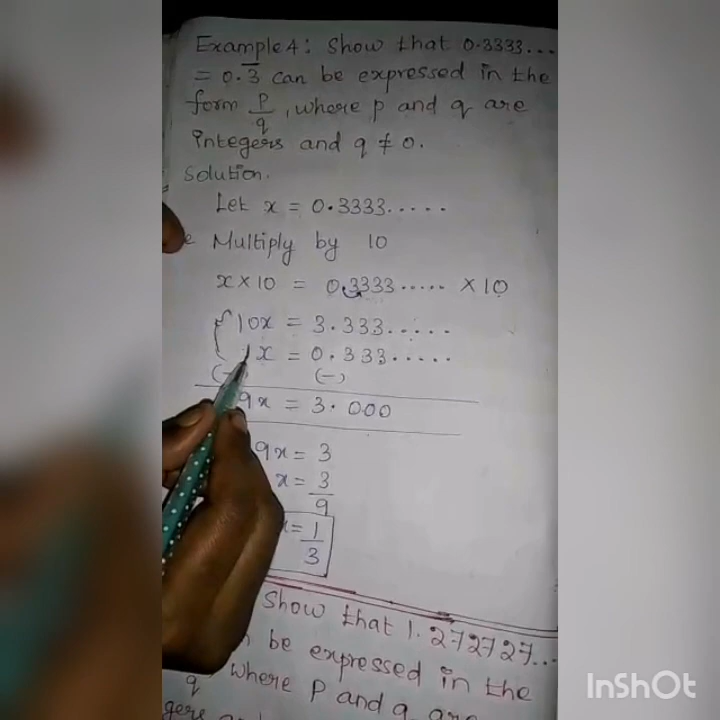 Example 4: Show that 0.3333...
= 0.3̅ can be expressed in the
form p/q, where p and q are
integers and q ≠ 0.
Solution.
Let x = 0.3333.....
Multiply by 10
x × 10 = 0.3333..... × 10
10x = 3.333.....
1x = 0.333.....
(-) (-)
9x = 3.000
9x = 3
x = 3/9
x = 1/3
Show that 1.272727...
be expressed in the
q, where p and q are
InShOt